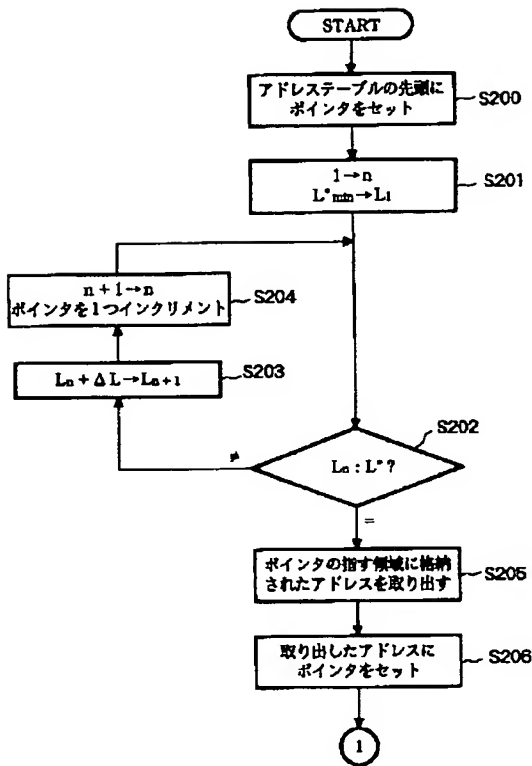 START
アドレステーブルの先頭に
ポインタをセット
S200
1→n
L*min→L1
S201
n+1→n
ポインタを1つインクリメント
S204
Ln+ΔL→Ln+1
S203
S202
≠
Ln:L*?
=
ポインタの指す領域に格納
されたアドレスを取り出す
S205
取り出したアドレスに
ポインタをセット
S206
1